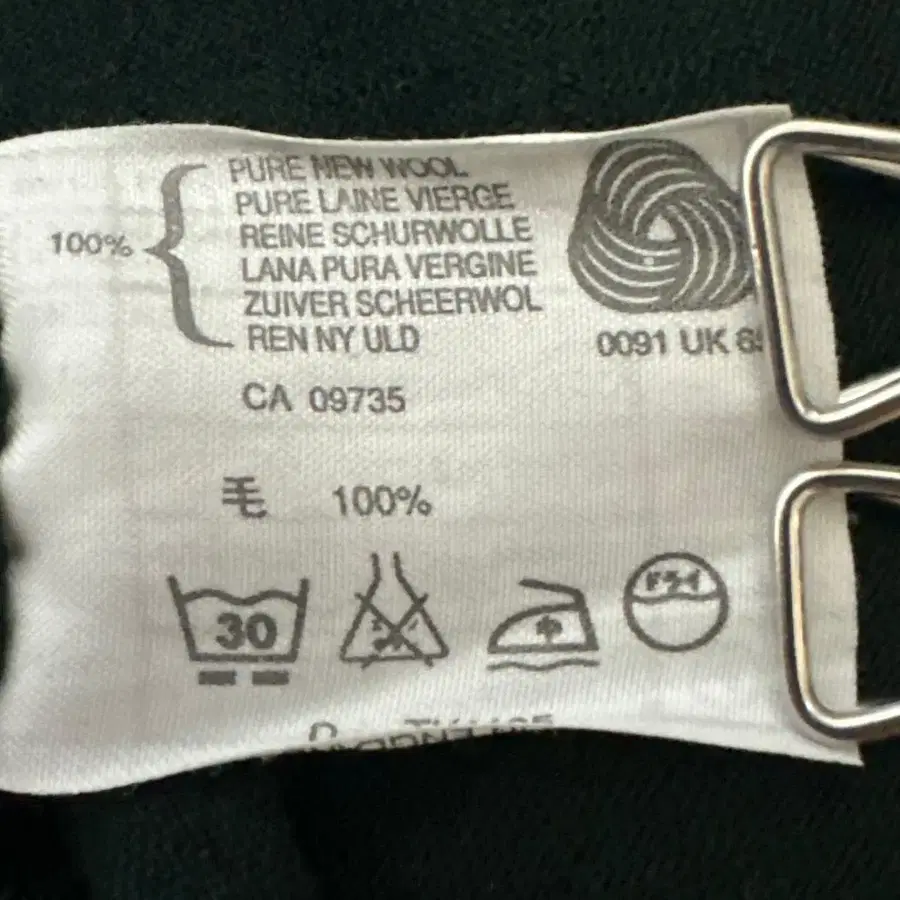 100%
PURE NEW WOOL
PURE LAINE VIERGE
REINE SCHURWOLLE
LANA PURA VERGINE
ZUIVER SCHEERWOL
REN NY ULD
0091 UK
CA 09735
毛 100%
30
中
ドライ